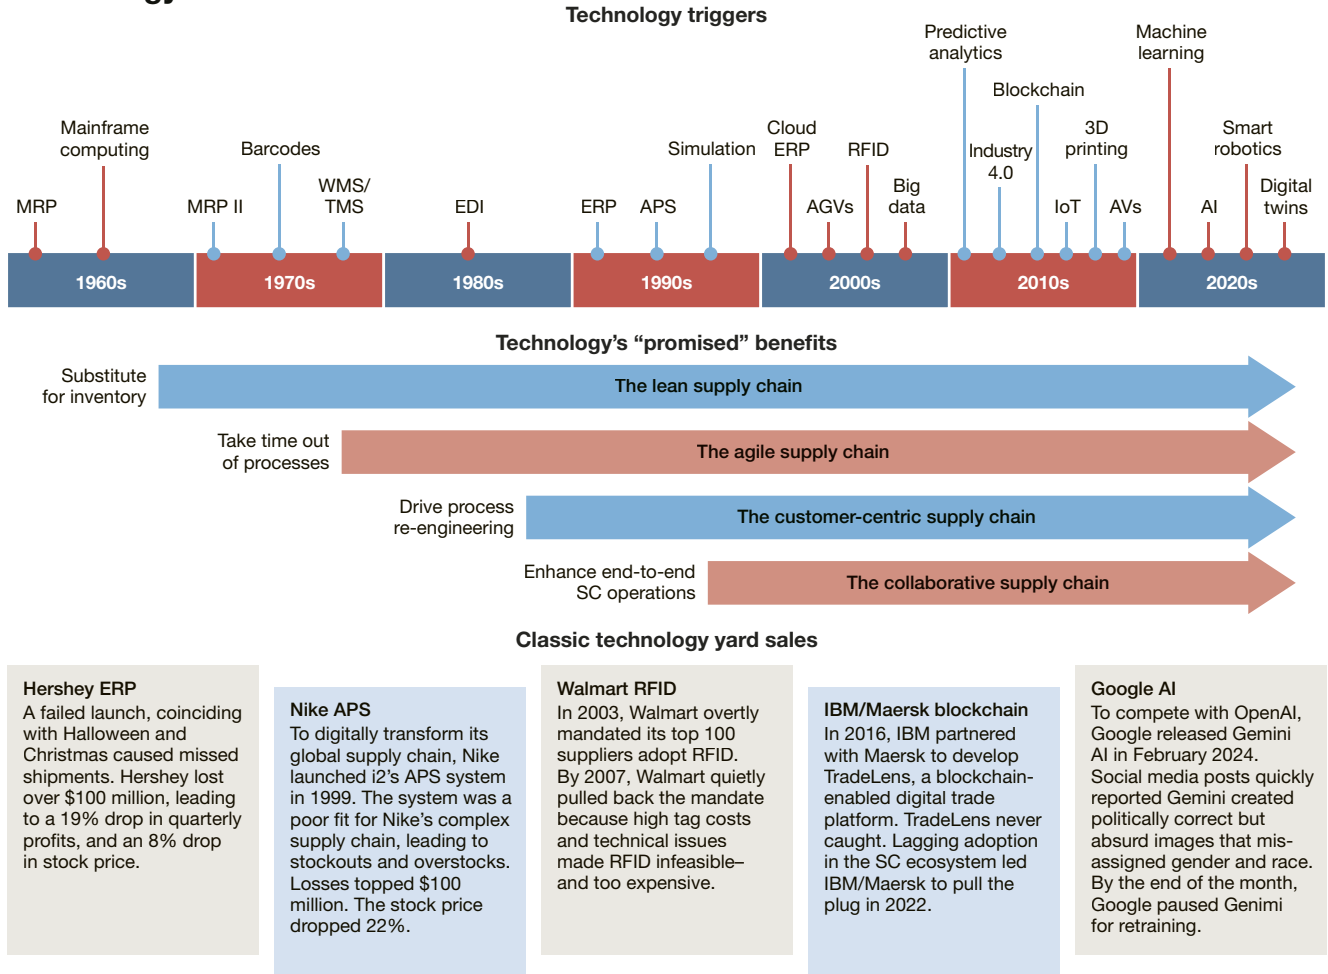 Technology triggers
Predictive
analytics
Machine
learning
Blockchain
Mainframe
computing
Barcodes
Simulation
Cloud
ERP
RFID
Industry
4.0
3D
printing
Smart
robotics
MRP
MRP II
WMS/
TMS
EDI
ERP
APS
AGVs
Big
data
IoT
AVs
AI
Digital
twins
1960s
1970s
1980s
1990s
2000s
2010s
2020s
Technology’s “promised” benefits
Substitute
for inventory
The lean supply chain
Take time out
of processes
The agile supply chain
Drive process
re-engineering
The customer-centric supply chain
Enhance end-to-end
SC operations
The collaborative supply chain
Classic technology yard sales
Hershey ERP
A failed launch, coinciding
with Halloween and
Christmas caused missed
shipments. Hershey lost
over $100 million, leading
to a 19% drop in quarterly
profits, and an 8% drop
in stock price.
Nike APS
To digitally transform its
global supply chain, Nike
launched i2’s APS system
in 1999. The system was a
poor fit for Nike’s complex
supply chain, leading to
stockouts and overstocks.
Losses topped $100
million. The stock price
dropped 22%.
Walmart RFID
In 2003, Walmart overtly
mandated its top 100
suppliers adopt RFID.
By 2007, Walmart quietly
pulled back the mandate
because high tag costs
and technical issues
made RFID infeasible–
and too expensive.
IBM/Maersk blockchain
In 2016, IBM partnered
with Maersk to develop
TradeLens, a blockchain-
enabled digital trade
platform. TradeLens never
caught. Lagging adoption
in the SC ecosystem led
IBM/Maersk to pull the
plug in 2022.
Google AI
To compete with OpenAI,
Google released Gemini
AI in February 2024.
Social media posts quickly
reported Gemini created
politically correct but
absurd images that mis-
assigned gender and race.
By the end of the month,
Google paused Genimi
for retraining.